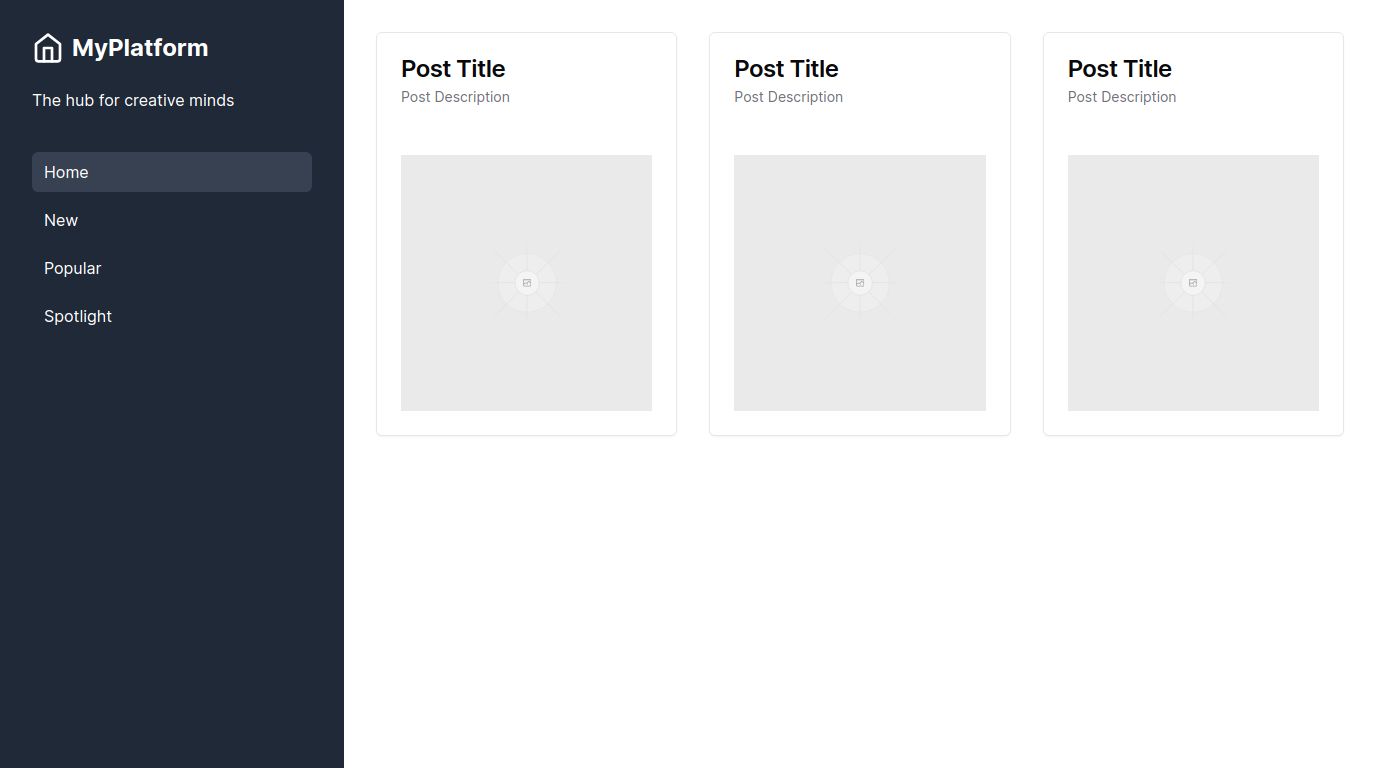 MyPlatform
The hub for creative minds
Home
New
Popular
Spotlight
Post Title
Post Description
Post Title
Post Description
Post Title
Post Description